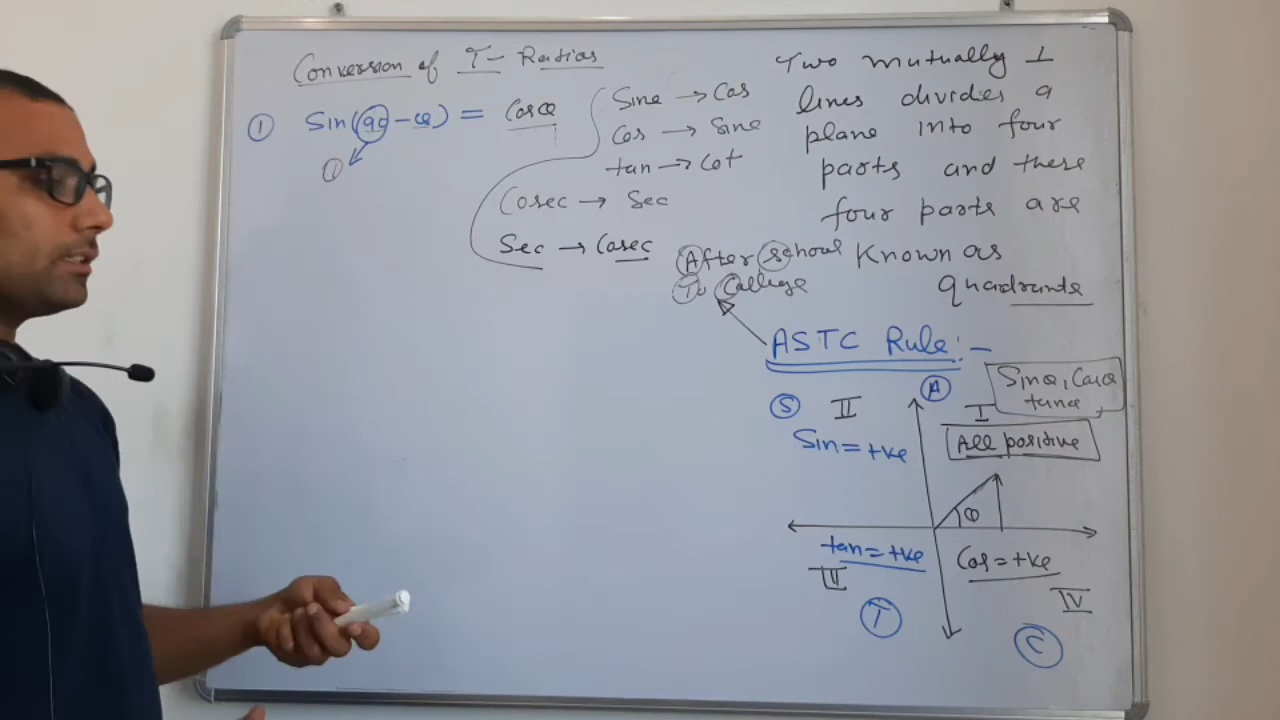 Conversion of T-Ratios
① Sin(90-θ) = Cosθ
①
Sine → Cos
Cos → Sine
tan → Cot
Cosec → Sec
Sec → Cosec
Two mutually ⊥
lines divides a
plane into four
parts and these
four parts are
Known as
quadrants
After school
To College
ASTC Rule:-
Ⓢ II
Ⓐ
I
Sinθ, Cosθ
tanθ
Sin = +ve
All positive
θ
tan = +ve
III
Ⓣ
Cos = +ve
IV
Ⓒ